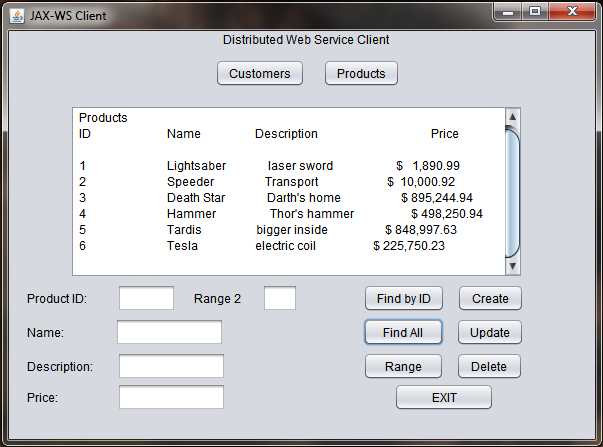 JAX-WS Client
Distributed Web Service Client
Customers Products
Products
ID Name Description Price
1 Lightsaber laser sword $ 1,890.99
2 Speeder Transport $ 10,000.92
3 Death Star Darth's home $ 895,244.94
4 Hammer Thor's hammer $ 498,250.94
5 Tardis bigger inside $ 848,997.63
6 Tesla electric coil $ 225,750.23
Product ID: Range 2 Find by ID Create
Name: Find All Update
Description: Range Delete
Price: EXIT